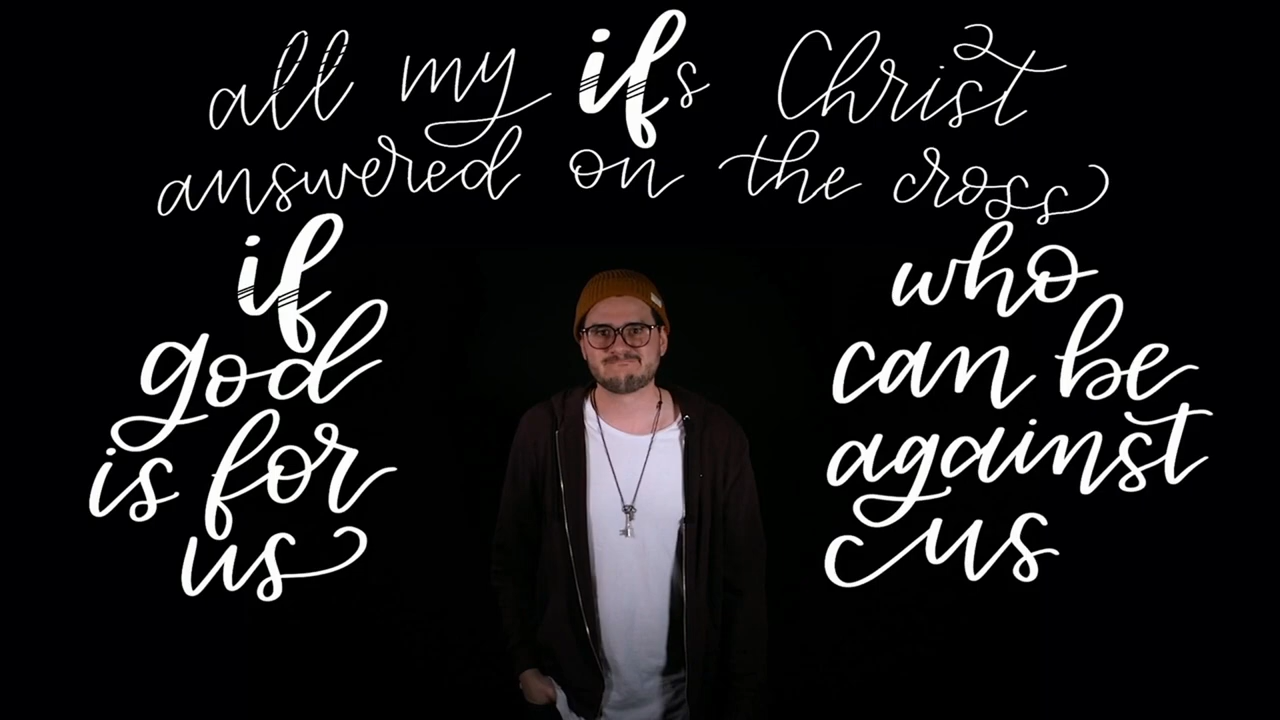 all my ifs Christ
answered on the cross
if
god
is for
us
who
can be
against
us